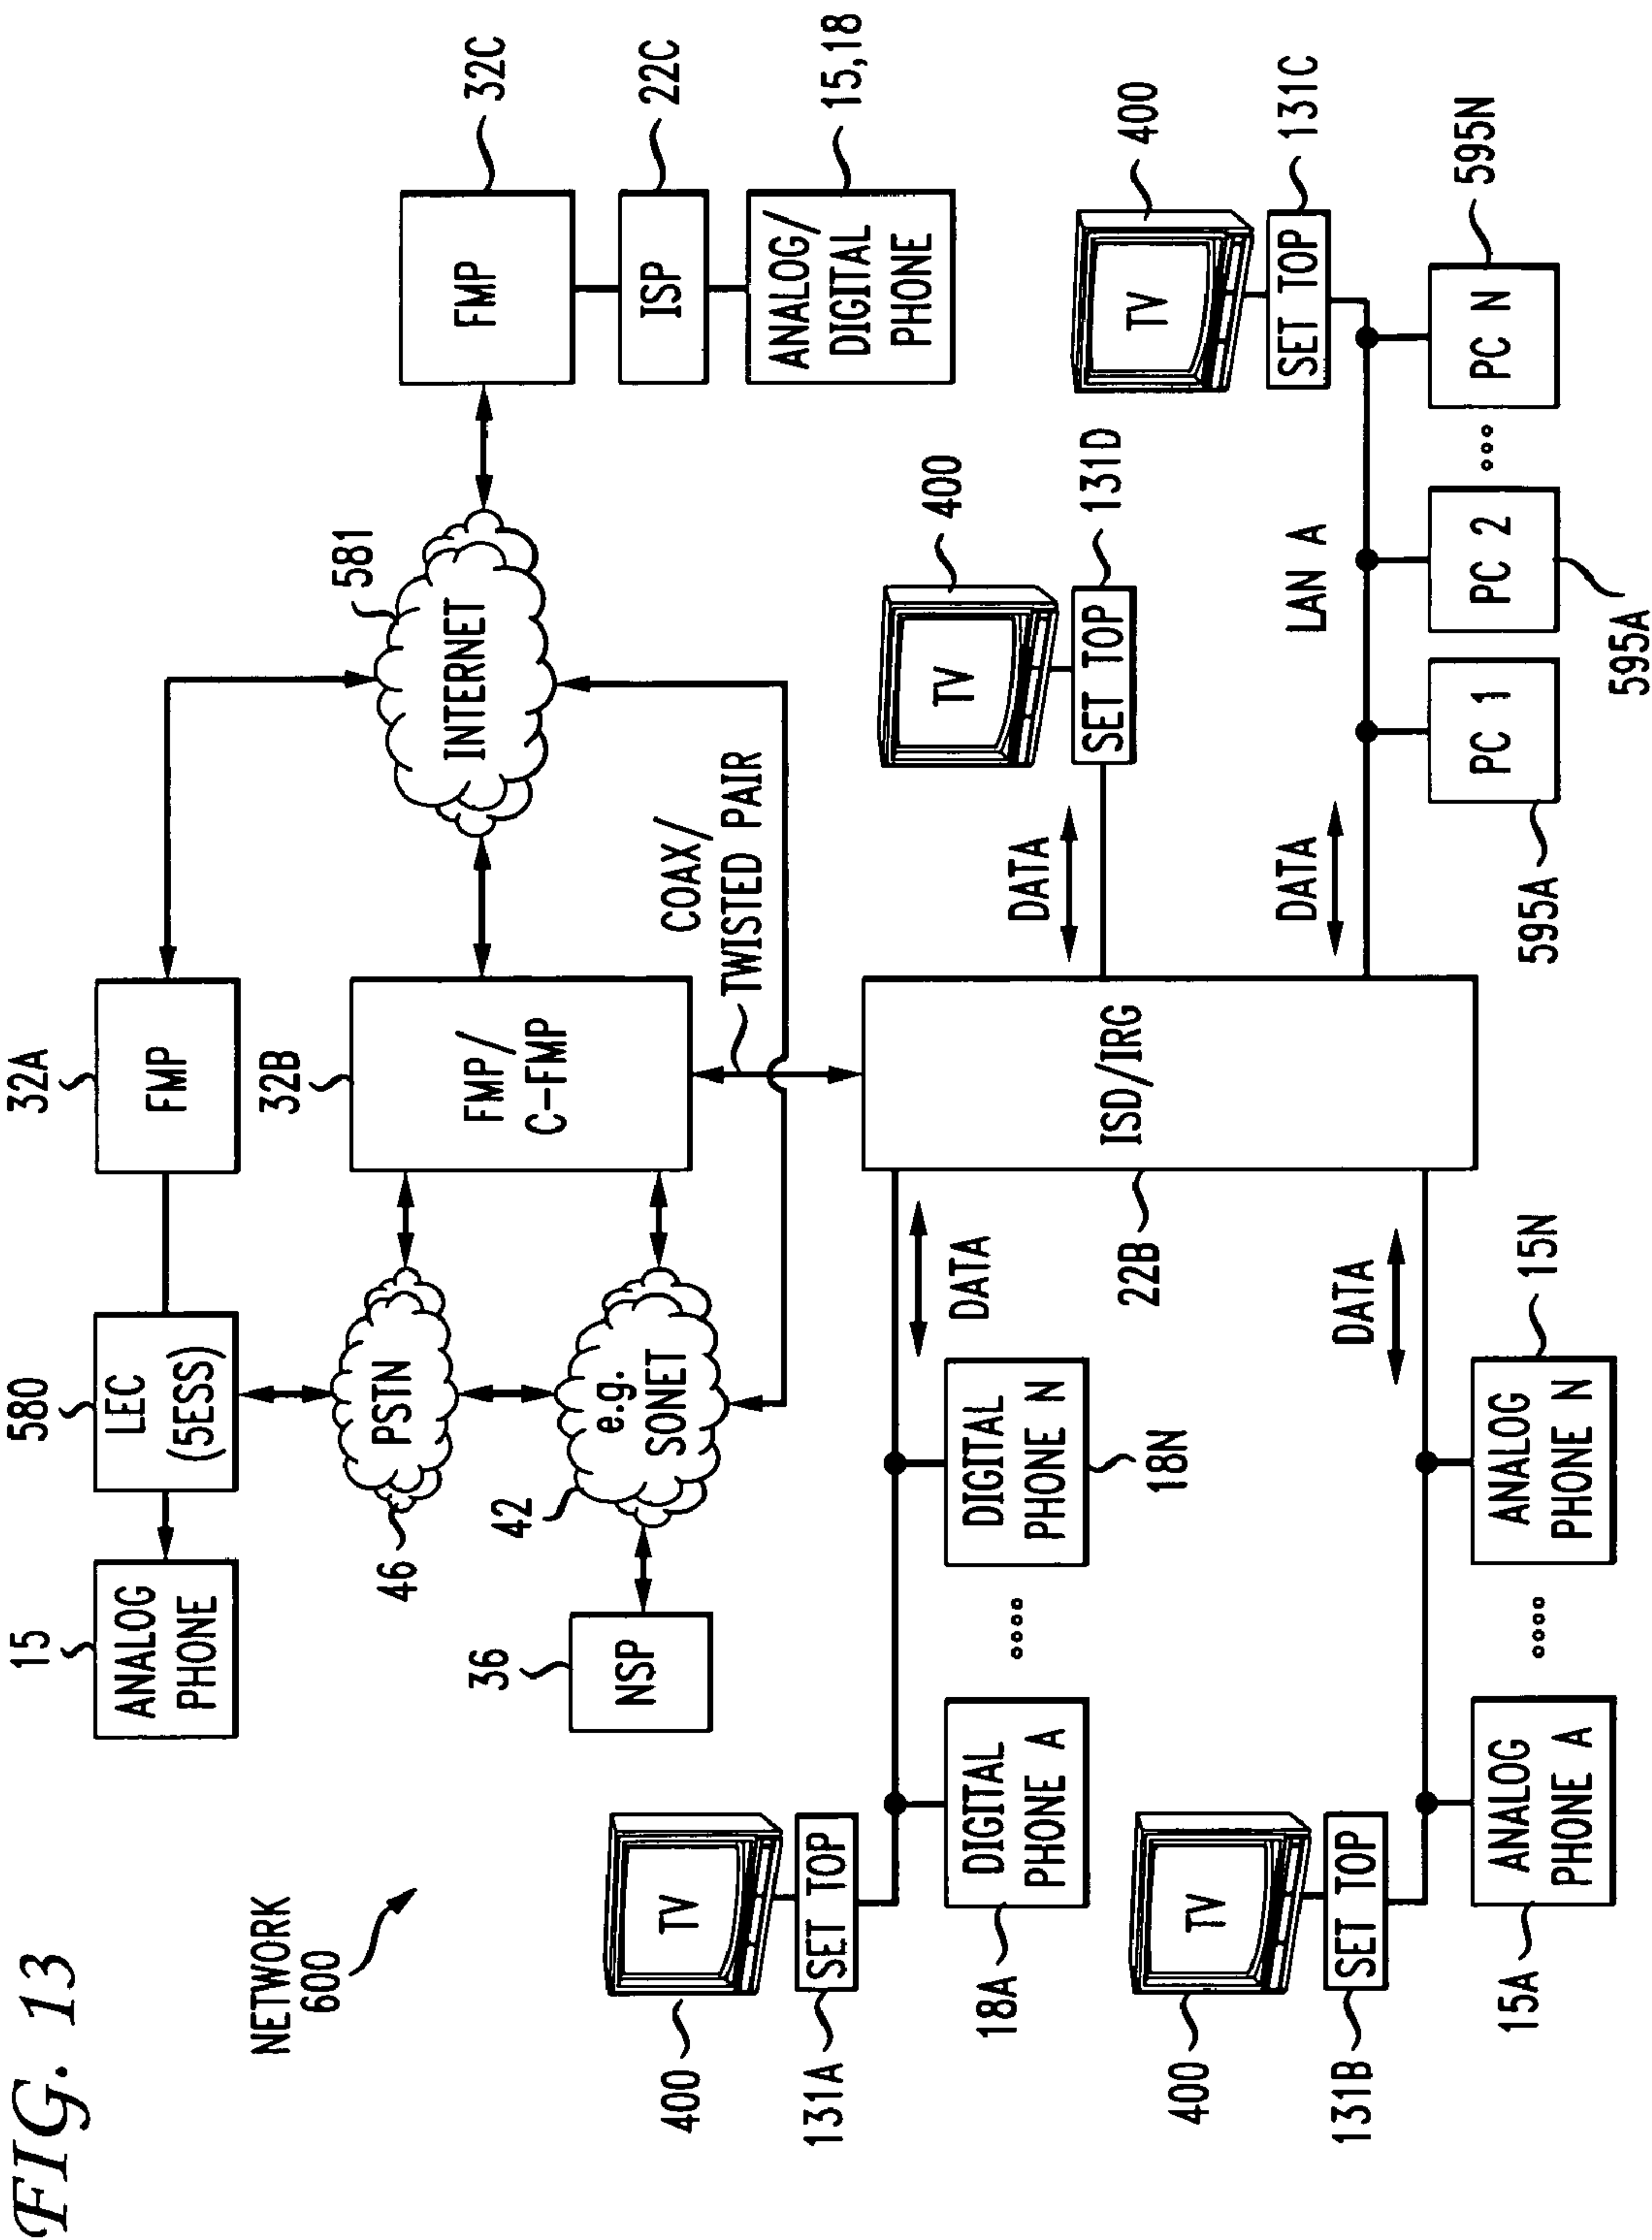 FIG. 13
NETWORK
600
15
580
32A
ANALOG
PHONE
LEC
(5ESS)
FMP
46
PSTN
32B
FMP/
C-FMP
581
INTERNET
FMP
32C
ISP
22C
ANALOG/
DIGITAL
PHONE
15,18
36
NSP
42
e.g.
SONET
COAX/
TWISTED PAIR
400
TV
SET TOP
131A
DIGITAL
PHONE A
18A
DIGITAL
PHONE N
18N
DATA
22B
ISD/IRG
DATA
TV
400
SET TOP
131D
400
TV
SET TOP
131B
ANALOG
PHONE A
15A
ANALOG
PHONE N
15N
DATA
DATA
LAN A
TV
400
SET TOP
131C
PC 1
595A
PC 2
595A
PC N
595N